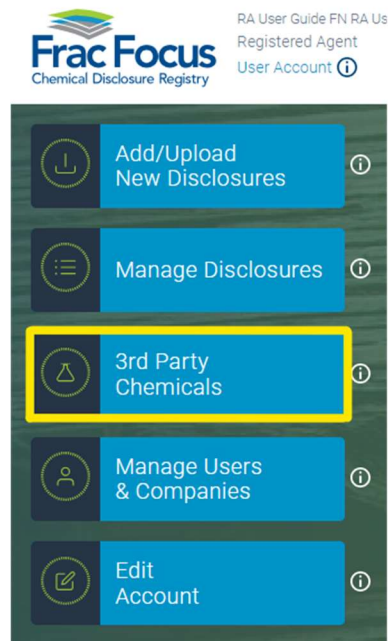 Frac Focus
Chemical Disclosure Registry
RA User Guide FN RA Us
Registered Agent
User Account
Add/Upload
New Disclosures
Manage Disclosures
3rd Party
Chemicals
Manage Users
& Companies
Edit
Account